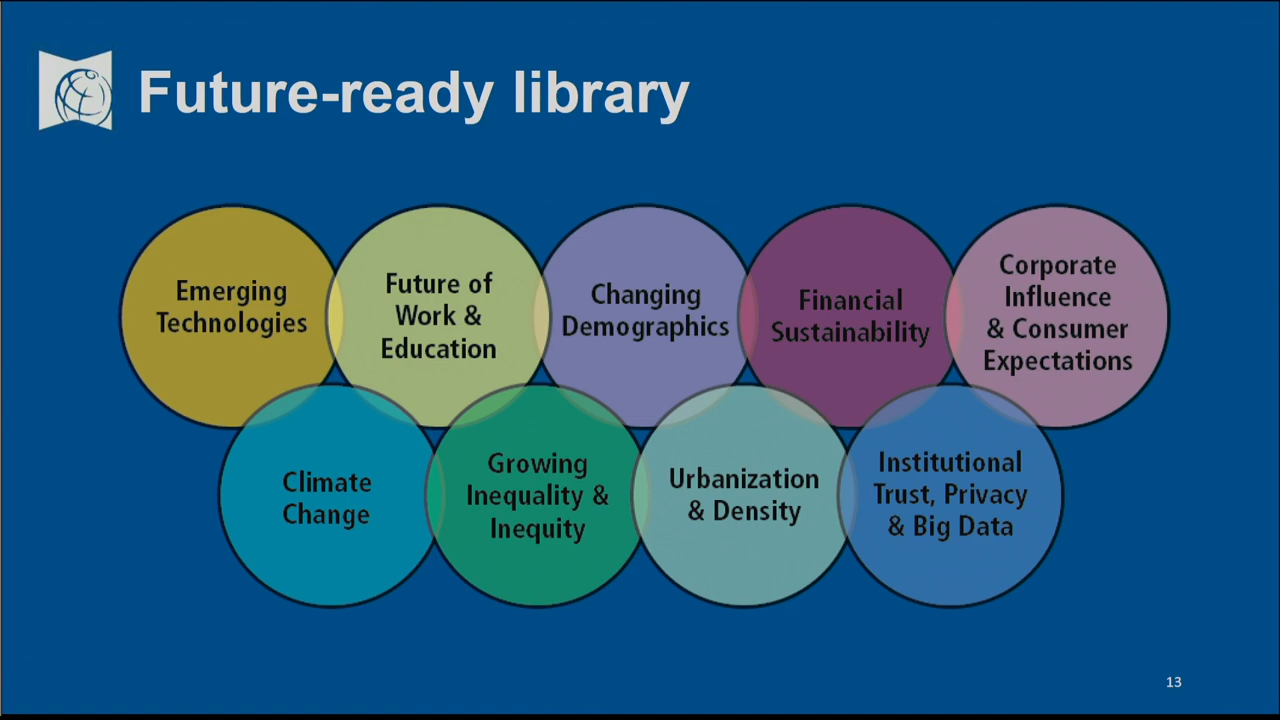 Future-ready library
Emerging
Technologies
Future of
Work &
Education
Changing
Demographics
Financial
Sustainability
Corporate
Influence
& Consumer
Expectations
Climate
Change
Growing
Inequality &
Inequity
Urbanization
& Density
Institutional
Trust, Privacy
& Big Data
13